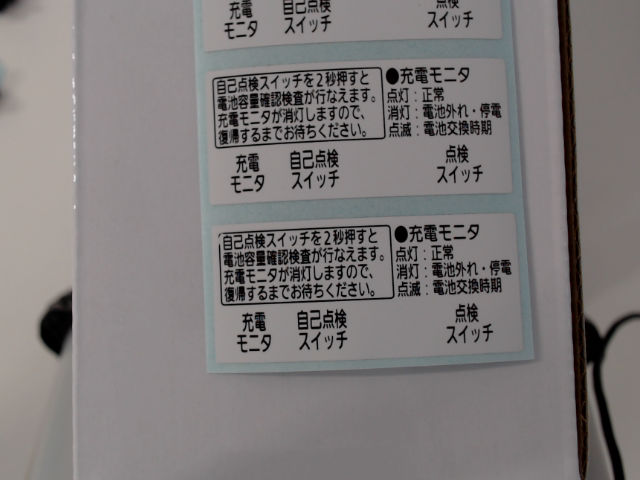 充電 自己点検 点検
モニタ スイッチ スイッチ
自己点検スイッチを2秒押すと
電池容量確認検査が行なえます。
充電モニタが消灯しますので、
復帰するまでお待ちください。
●充電モニタ
点灯：正常
消灯：電池外れ・停電
点滅：電池交換時期
充電 自己点検 点検
モニタ スイッチ スイッチ
自己点検スイッチを2秒押すと
電池容量確認検査が行なえます。
充電モニタが消灯しますので、
復帰するまでお待ちください。
●充電モニタ
点灯：正常
消灯：電池外れ・停電
点滅：電池交換時期
充電 自己点検 点検
モニタ スイッチ スイッチ